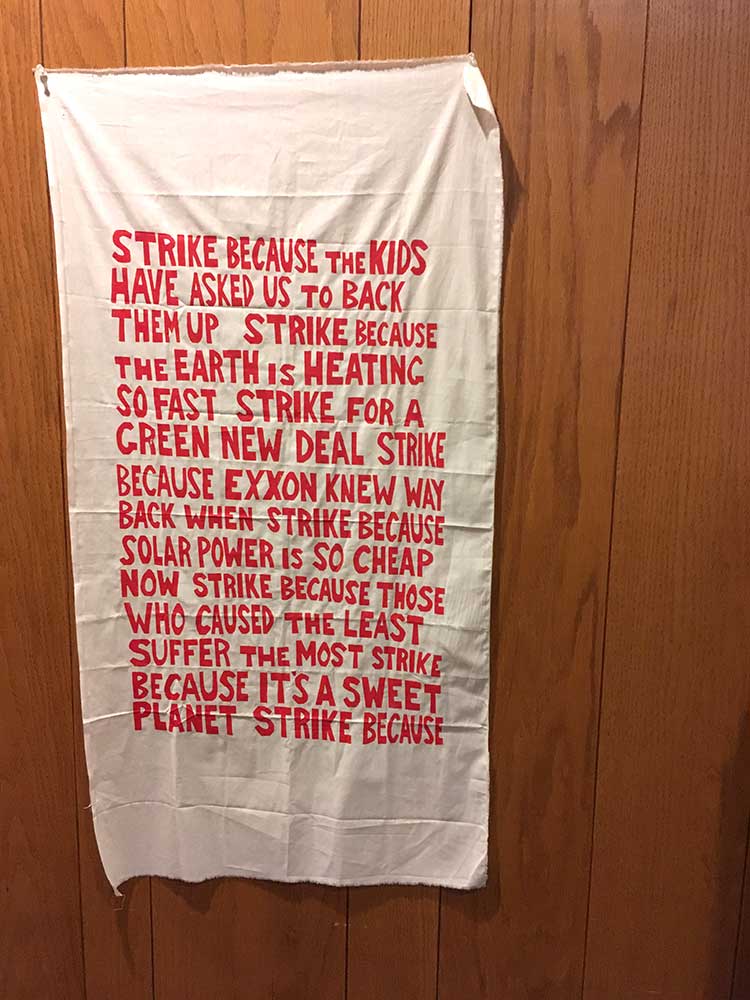 STRIKE BECAUSE THE KIDS
HAVE ASKED US TO BACK
THEM UP STRIKE BECAUSE
THE EARTH IS HEATING
SO FAST STRIKE FOR A
GREEN NEW DEAL STRIKE
BECAUSE EXXON KNEW WAY
BACK WHEN STRIKE BECAUSE
SOLAR POWER IS SO CHEAP
NOW STRIKE BECAUSE THOSE
WHO CAUSED THE LEAST
SUFFER THE MOST STRIKE
BECAUSE IT'S A SWEET
PLANET STRIKE BECAUSE